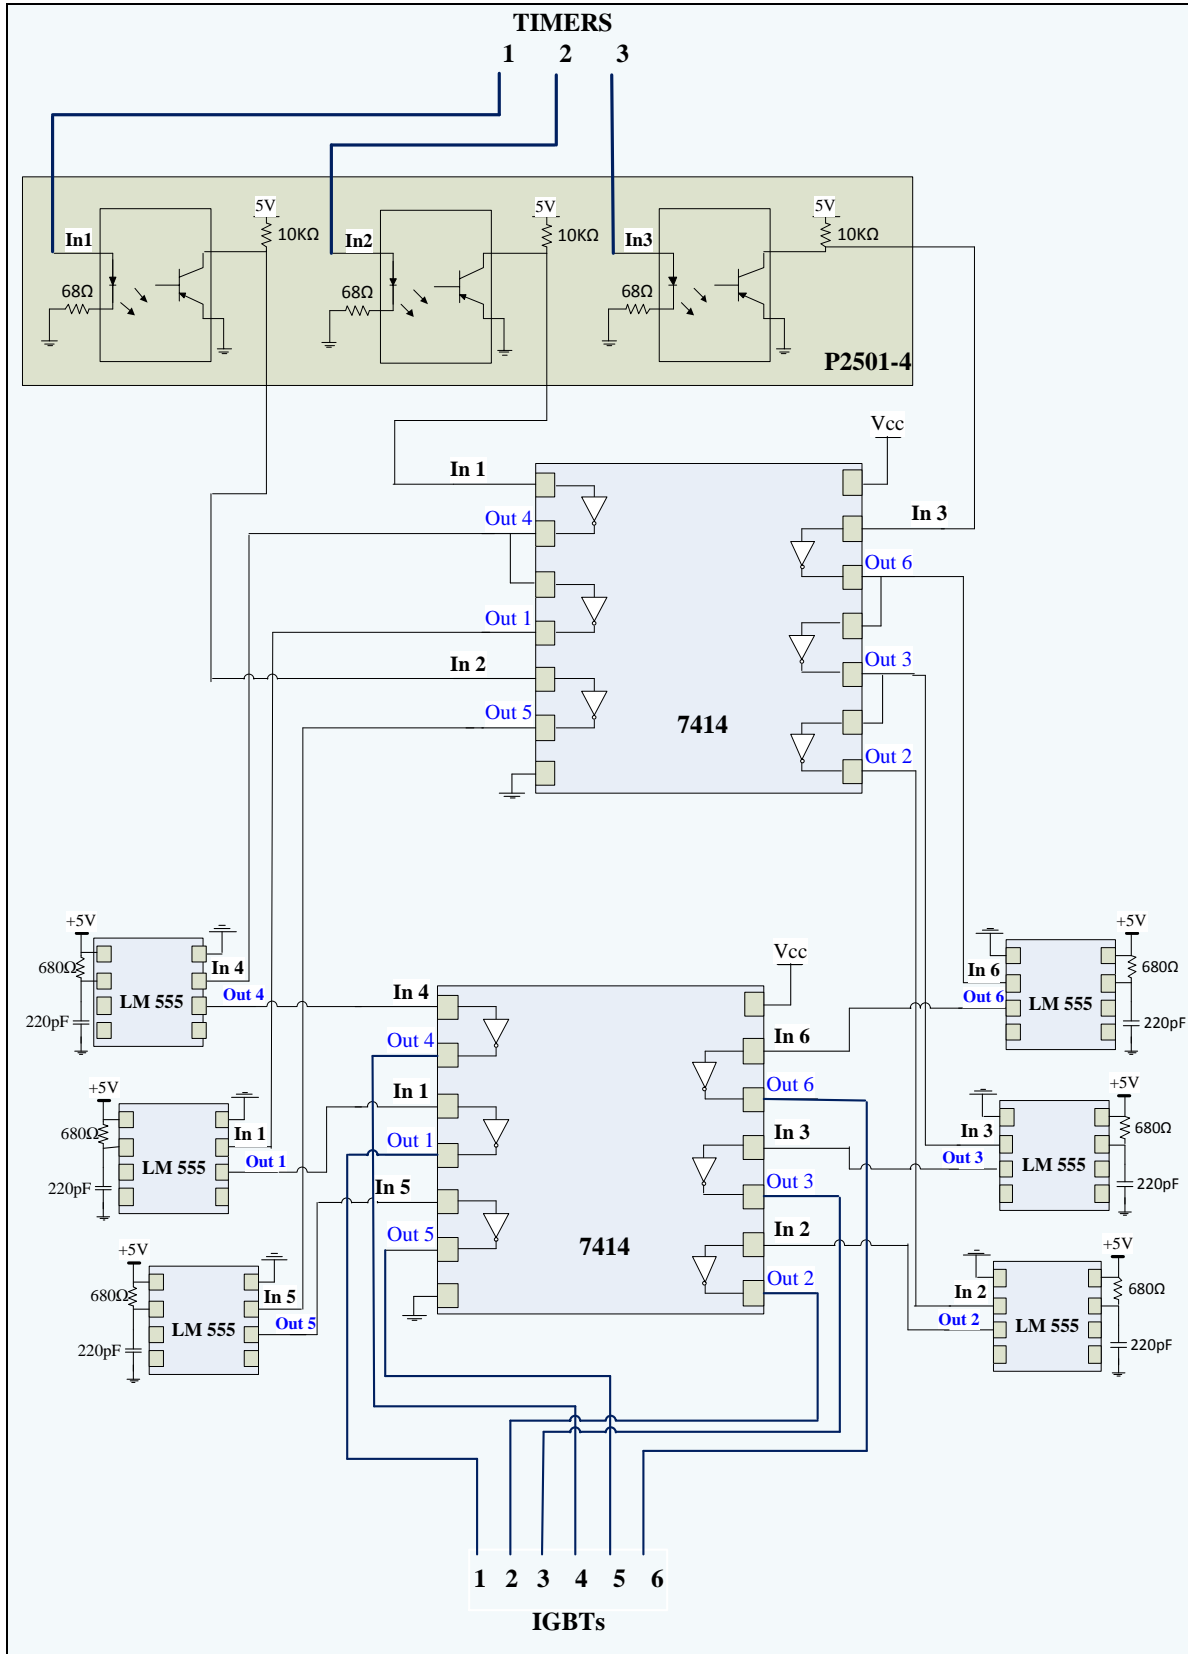 TIMERS
1 2 3
5V 5V 5V
10KΩ 10KΩ 10KΩ
In1 In2 In3
68Ω 68Ω 68Ω
P2501-4
Vcc
In 1
Out 4 In 3
Out 6
Out 1
In 2 Out 3
Out 5 7414
Out 2
+5V +5V
680Ω In 4 In 6 680Ω
Vcc
LM 555 Out 4 In 4 Out 6 LM 555
220pF 220pF
Out 4 In 6
+5V In 1 Out 6 +5V
680Ω In 1 In 3 680Ω
Out 1 In 3
LM 555 Out 1 Out 3 LM 555
220pF In 5 Out 3 220pF
+5V Out 5 7414 In 2 +5V
680Ω In 5 Out 2 In 2 680Ω
LM 555 Out 5 Out 2 LM 555
220pF 220pF
1 2 3 4 5 6
IGBTs